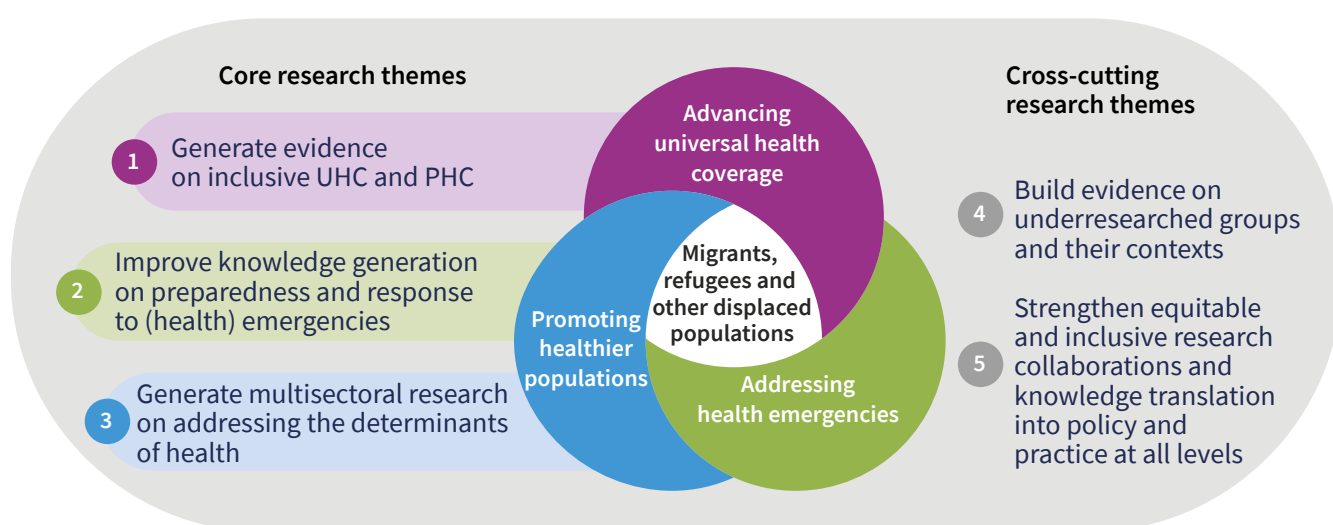 Core research themes
1
Generate evidence
on inclusive UHC and PHC
2
Improve knowledge generation
on preparedness and response
to (health) emergencies
3
Generate multisectoral research
on addressing the determinants
of health
Advancing
universal health
coverage
Migrants,
refugees and
other displaced
populations
Promoting
healthier
populations
Addressing
health emergencies
Cross-cutting
research themes
4
Build evidence on
underresearched groups
and their contexts
5
Strengthen equitable
and inclusive research
collaborations and
knowledge translation
into policy and
practice at all levels